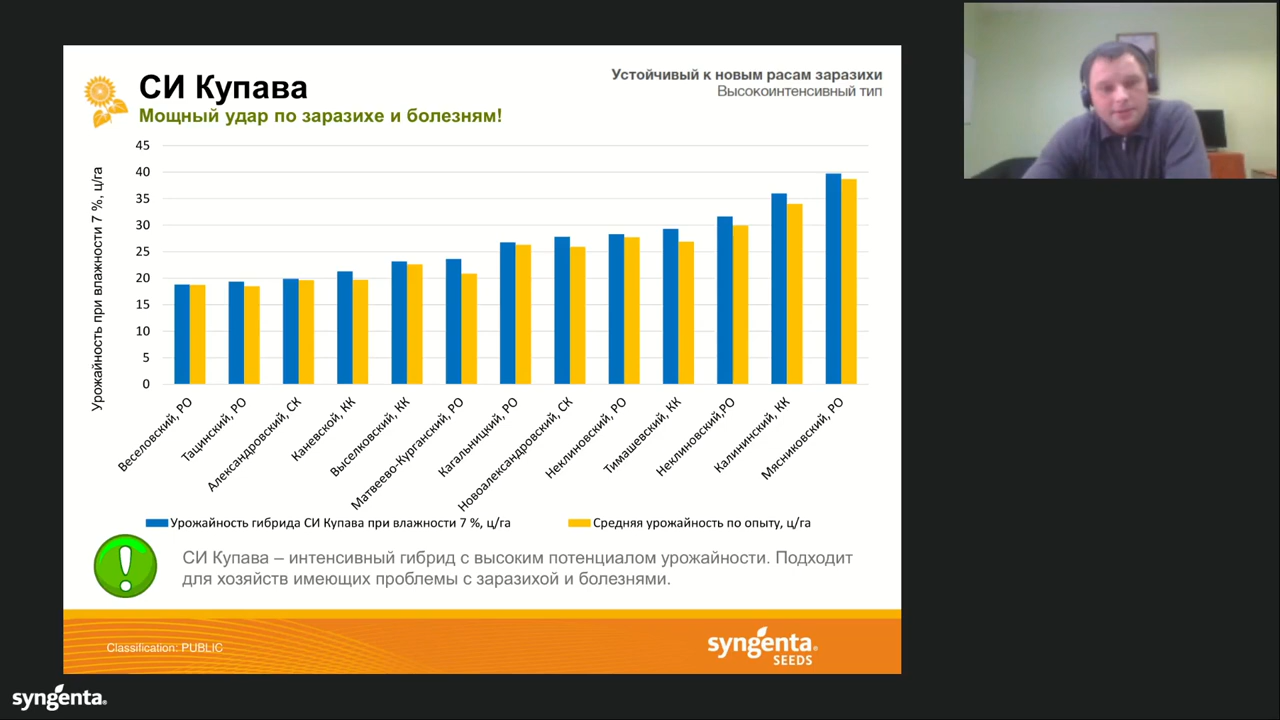 СИ Купава
Мощный удар по заразихе и болезням!
Устойчивый к новым расам заразихи
Высокоинтенсивный тип
Урожайность при влажности 7 %, ц/га
45
40
35
30
25
20
15
10
5
0
Веселовский, РО
Тацинский, РО
Александровский, СК
Каневской, КК
Выселковский, КК
Матвеево-Курганский, РО
Кагальницкий, РО
Новоалександровский, СК
Неклиновский, РО
Тимашевский, КК
Неклиновский,РО
Калининский, КК
Мясниковский, РО
Урожайность гибрида СИ Купава при влажности 7 %, ц/га
Средняя урожайность по опыту, ц/га
СИ Купава – интенсивный гибрид с высоким потенциалом урожайности. Подходит
для хозяйств имеющих проблемы с заразихой и болезнями.
Classification: PUBLIC
syngenta®
SEEDS
syngenta®